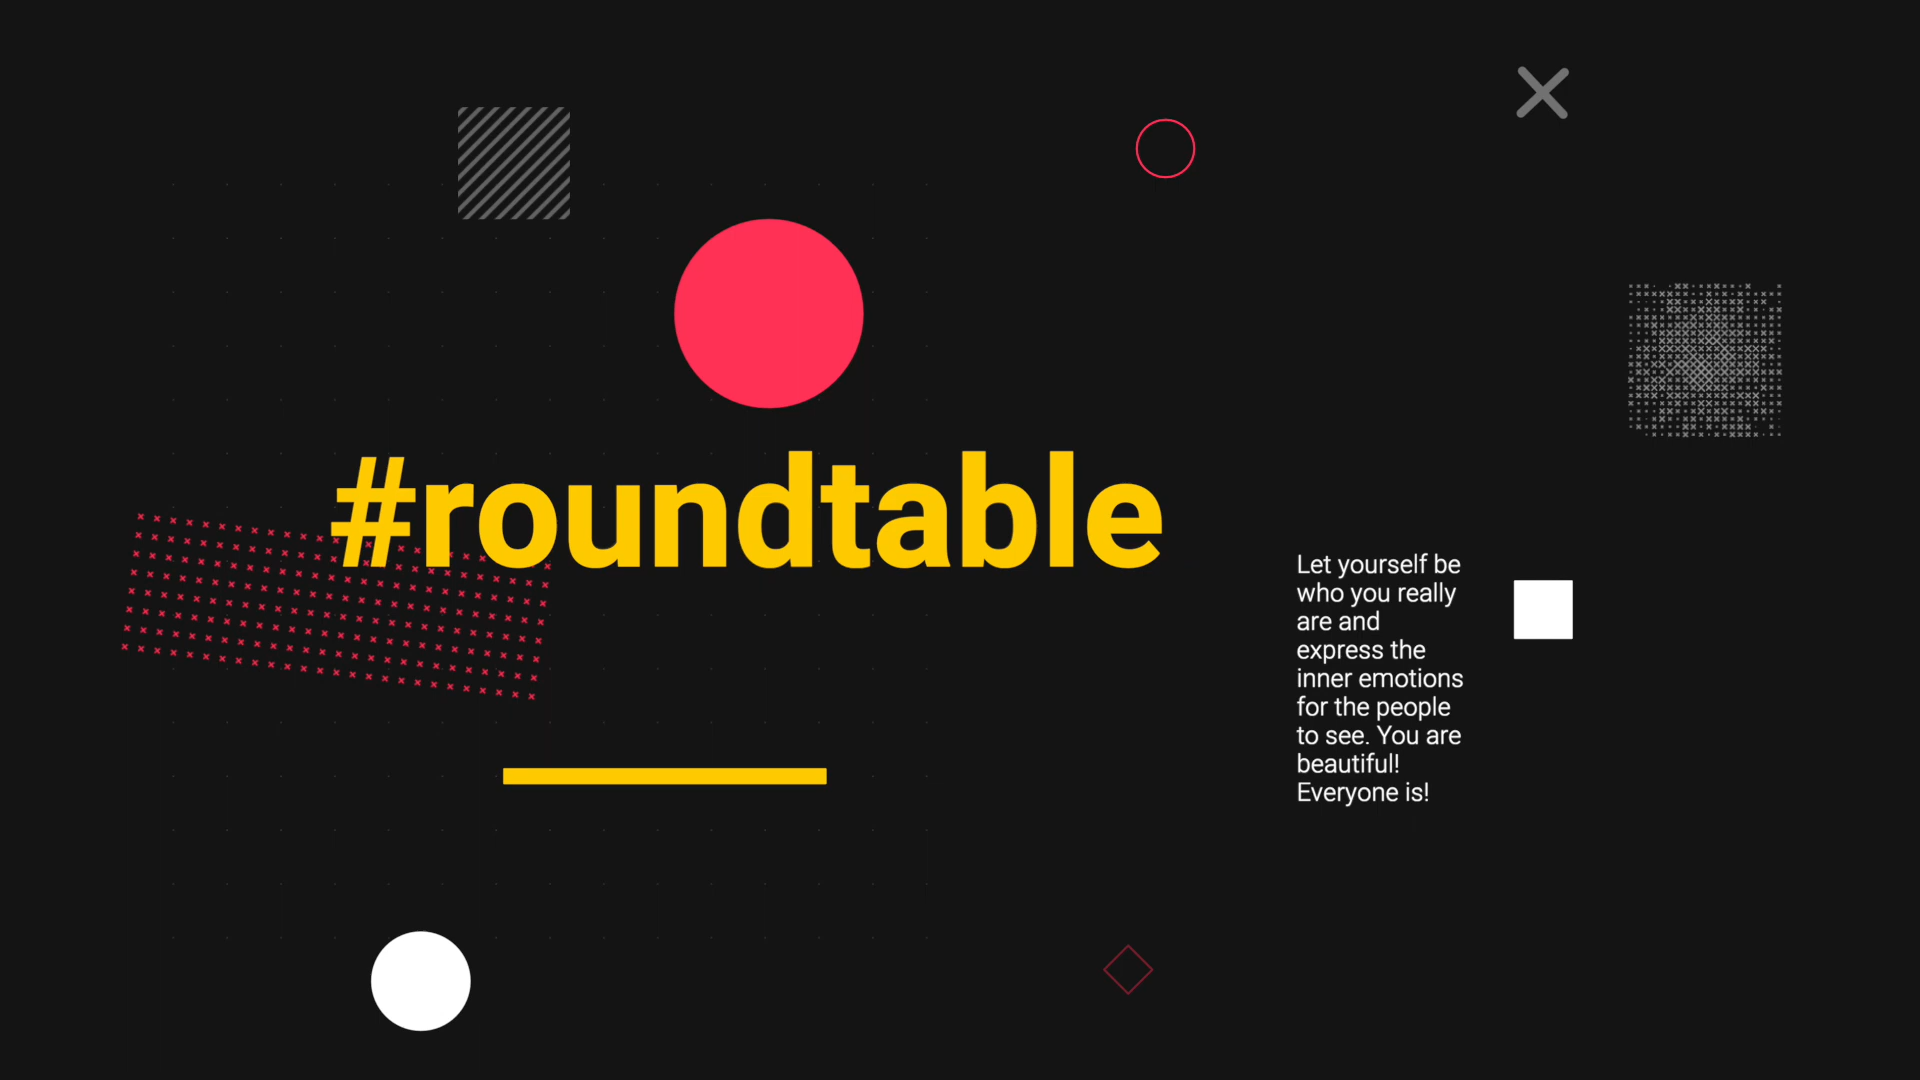 #roundtable
Let yourself be
who you really
are and
express the
inner emotions
for the people
to see. You are
beautiful!
Everyone is!